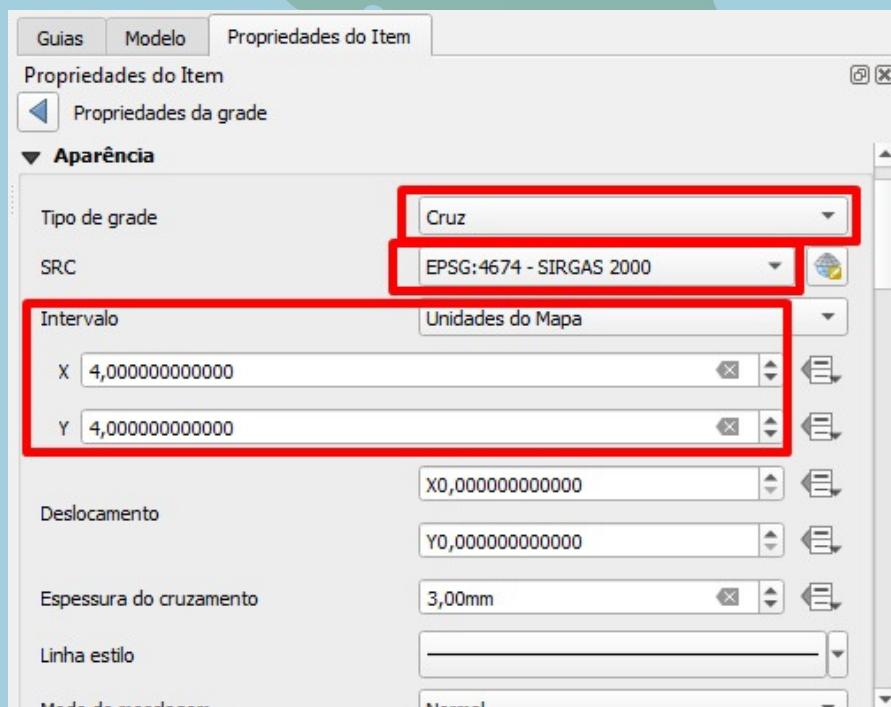 Guias Modelo Propriedades do Item
Propriedades do Item
Propriedades da grade
Aparência
Tipo de grade Cruz
SRC EPSG:4674 - SIRGAS 2000
Intervalo Unidades do Mapa
X 4,000000000000
Y 4,000000000000
X0,000000000000
Deslocamento
Y0,000000000000
Espessura do cruzamento 3,00mm
Linha estilo
Normal